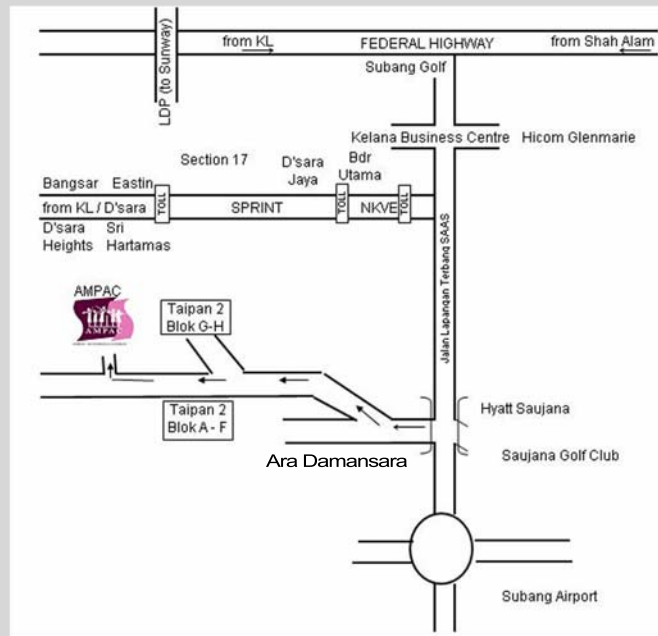 from KL
FEDERAL HIGHWAY
from Shah Alam
LDP (to Sunway)
Subang Golf
Kelana Business Centre
Hicom Glenmarie
Section 17
D'sara
Jaya
Bdr
Utama
Bangsar
Eastin
from KL / D'sara
TOLL
SPRINT
TOLL
NKVE
TOLL
D'sara
Heights
Sri
Hartamas
Jalan Lapangan Terbang SAAS
AMPAC
AMPAC
Taipan 2
Blok G-H
Taipan 2
Blok A - F
Hyatt Saujana
Ara Damansara
Saujana Golf Club
Subang Airport